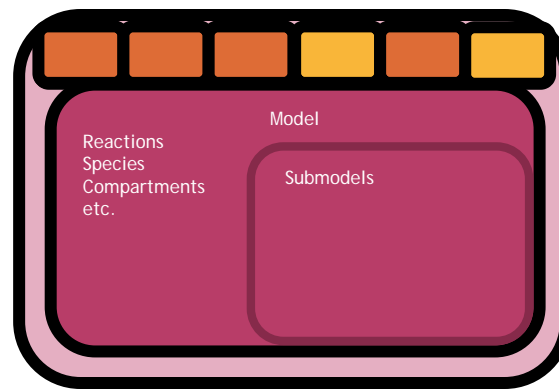 Model
Reactions
Species
Compartments
etc.
Submodels